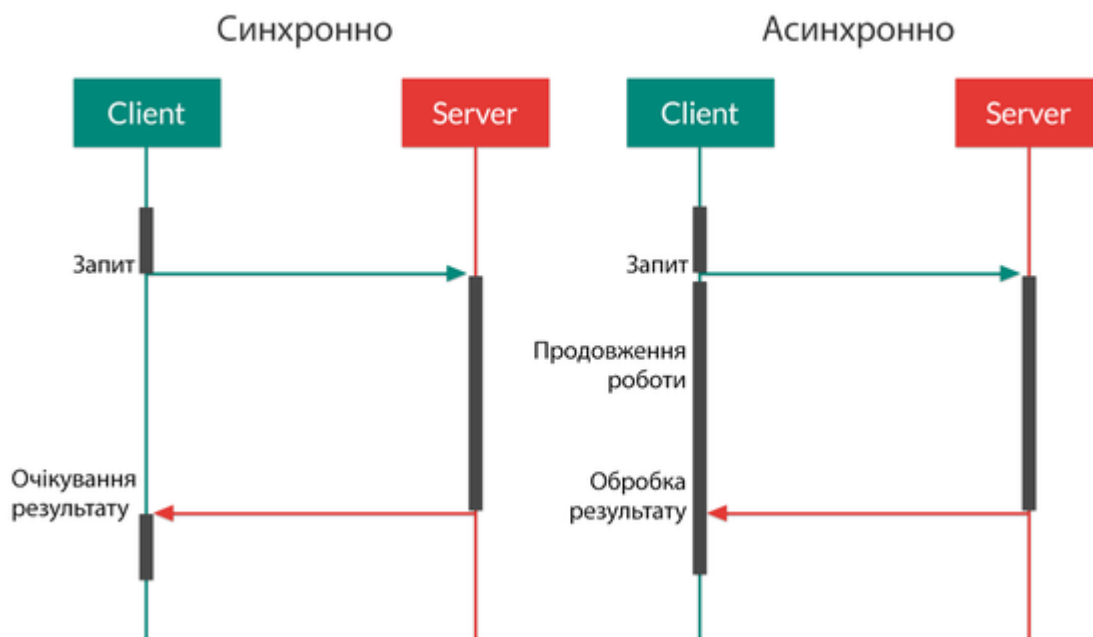 Синхронно
Client
Server
Запит
Очікування
результату
Асинхронно
Client
Server
Запит
Продовження
роботи
Обробка
результату